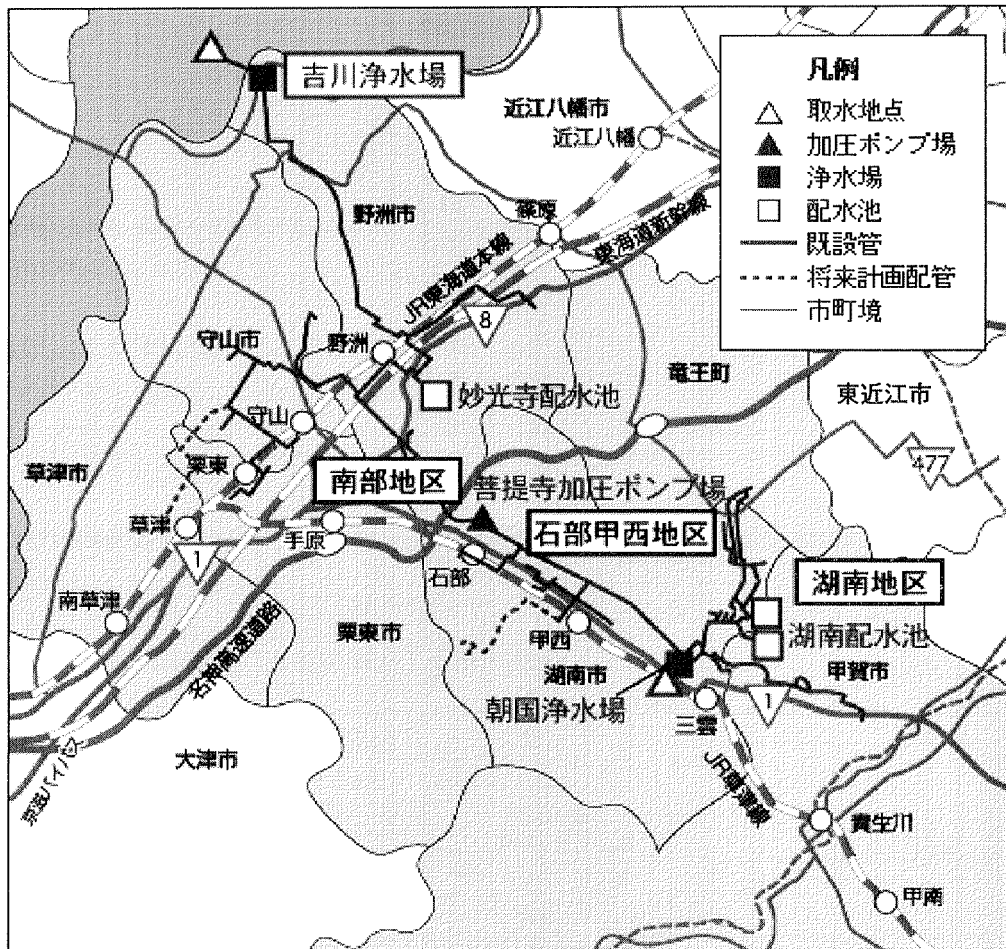 吉川浄水場
凡例
取水地点
加圧ポンプ場
浄水場
配水池
既設管
将来計画配管
市町境
近江八幡市
近江八幡
野洲市
篠原
JR東海道本線
東海道新幹線
8
守山市
野洲
竜王町
東近江市
妙光寺配水池
守山
477
栗東
草津市
南部地区
菩提寺加圧ポンプ場
石部甲西地区
草津
手原
1
石部
湖南地区
南草津
栗東市
甲西
湖南配水池
名神高速道路
湖南市
甲賀市
朝国浄水場
三雲
1
大津市
京滋バイパス
JR草津線
貴生川
甲南